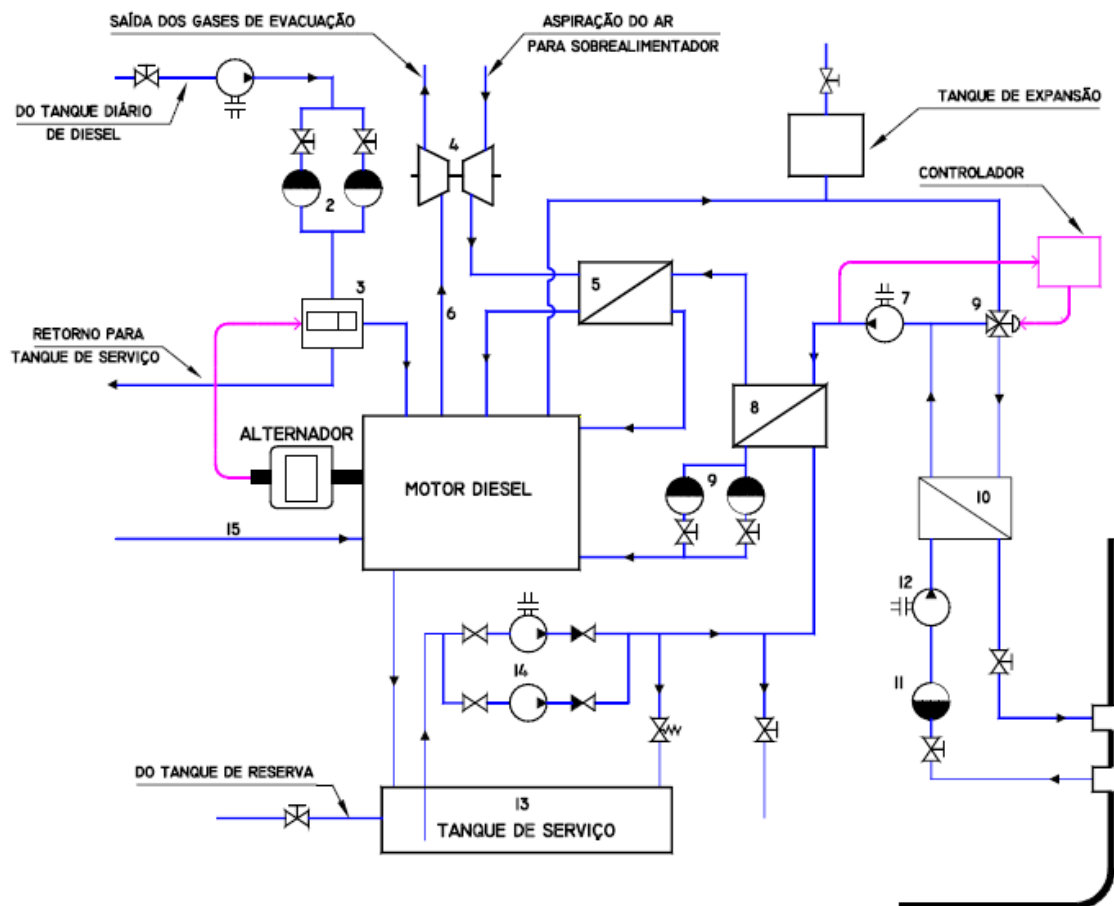 SAÍDA DOS GASES DE EVACUAÇÃO
ASPIRAÇÃO DO AR
PARA SOBREALIMENTADOR
DO TANQUE DIÁRIO
DE DIESEL
TANQUE DE EXPANSÃO
4
CONTROLADOR
2
3
5
6
7
9
RETORNO PARA
TANQUE DE SERVIÇO
8
ALTERNADOR
MOTOR DIESEL
9
10
15
12
14
11
DO TANQUE DE RESERVA
13
TANQUE DE SERVIÇO